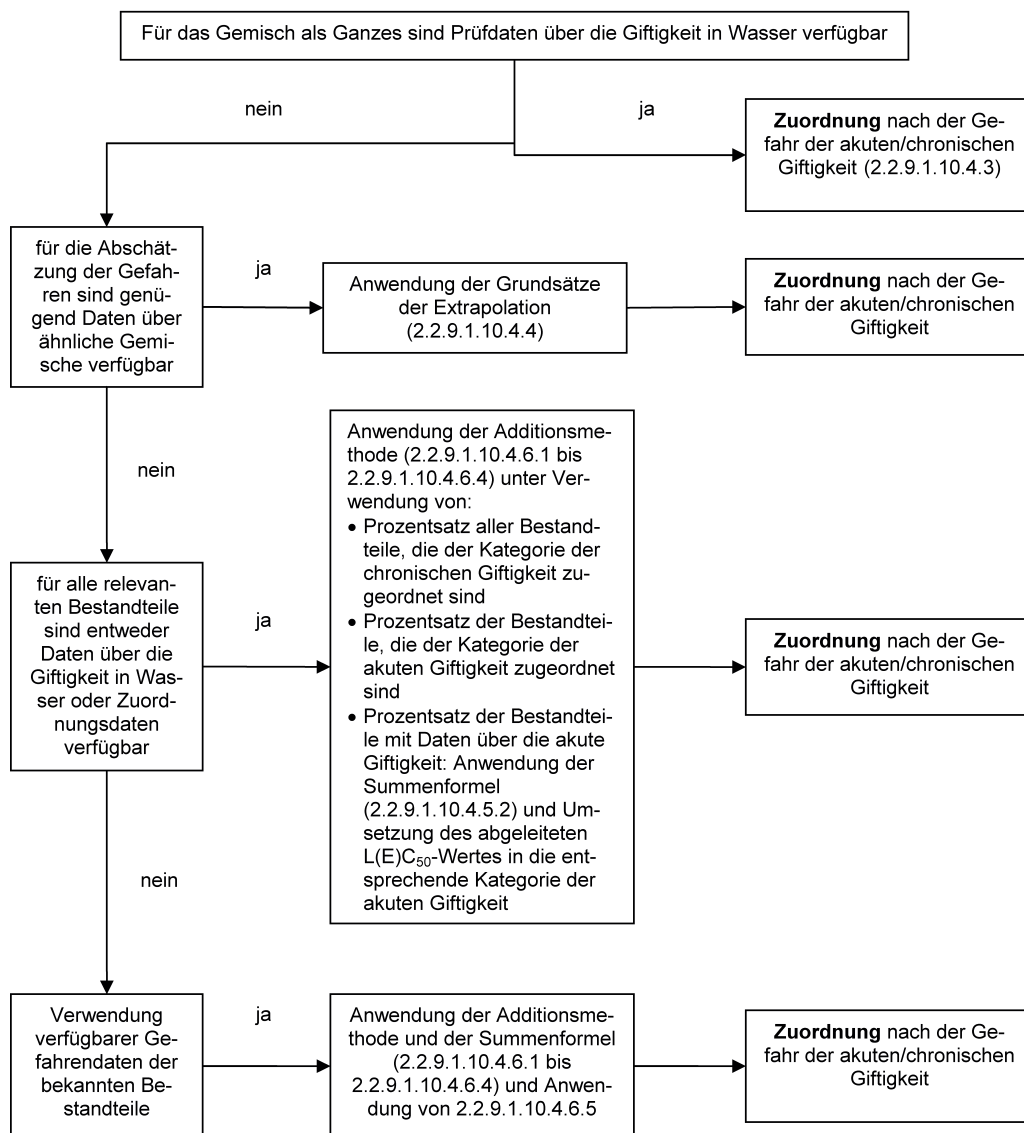 Für das Gemisch als Ganzes sind Prüfdaten über die Giftigkeit in Wasser verfügbar
nein
ja
Zuordnung nach der Ge-
fahr der akuten/chronischen
Giftigkeit (2.2.9.1.10.4.3)
für die Abschät-
zung der Gefah-
ren sind genü-
gend Daten über
ähnliche Gemi-
sche verfügbar
ja
Anwendung der Grundsätze
der Extrapolation
(2.2.9.1.10.4.4)
Zuordnung nach der Ge-
fahr der akuten/chronischen
Giftigkeit
nein
für alle relevan-
ten Bestandteile
sind entweder
Daten über die
Giftigkeit in Was-
ser oder Zuord-
nungsdaten
verfügbar
ja
Anwendung der Additionsme-
thode (2.2.9.1.10.4.6.1 bis
2.2.9.1.10.4.6.4) unter Ver-
wendung von:
• Prozentsatz aller Bestand-
teile, die der Kategorie der
chronischen Giftigkeit zu-
geordnet sind
• Prozentsatz der Bestandtei-
le, die der Kategorie der
akuten Giftigkeit zugeordnet
sind
• Prozentsatz der Bestandtei-
le mit Daten über die akute
Giftigkeit: Anwendung der
Summenformel
(2.2.9.1.10.4.5.2) und Um-
setzung des abgeleiteten
L(E)C₅₀-Wertes in die ent-
sprechende Kategorie der
akuten Giftigkeit
Zuordnung nach der Ge-
fahr der akuten/chronischen
Giftigkeit
nein
Verwendung
verfügbarer Ge-
fahrendaten der
bekannten Be-
standteile
ja
Anwendung der Additionsme-
thode und der Summenformel
(2.2.9.1.10.4.6.1 bis
2.2.9.1.10.4.6.4) und Anwen-
dung von 2.2.9.1.10.4.6.5
Zuordnung nach der Ge-
fahr der akuten/chronischen
Giftigkeit